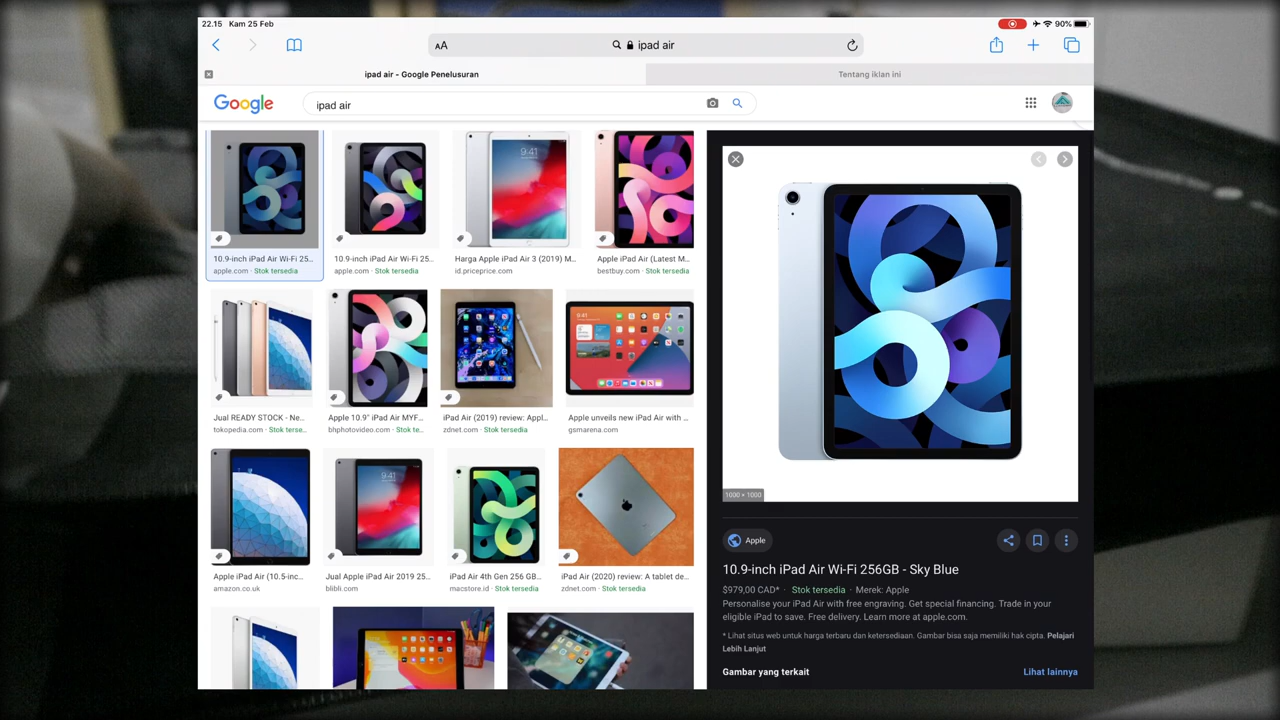 22.15 Kam 25 Feb
90%
AA
ipad air
ipad air - Google Penelusuran
Tentang iklan ini
Google
ipad air
10.9-inch iPad Air Wi-Fi 25...
apple.com · Stok tersedia
10.9-inch iPad Air Wi-Fi 25...
apple.com · Stok tersedia
9:41
Harga Apple iPad Air 3 (2019) M...
id.priceprice.com
Apple iPad Air (Latest M...
bestbuy.com · Stok tersedia
Jual READY STOCK - Ne...
tokopedia.com · Stok terse...
Apple 10.9" iPad Air MYF...
bhphotovideo.com · Stok te...
iPad Air (2019) review: Appl...
zdnet.com · Stok tersedia
9:41
Apple unveils new iPad Air with ...
gsmarena.com
Apple iPad Air (10.5-inc...
amazon.co.uk
9:41
Jual Apple iPad Air 2019 25...
blibli.com
iPad Air 4th Gen 256 GB...
macstore.id · Stok tersedia
iPad Air (2020) review: A tablet de...
zdnet.com · Stok tersedia
1000 × 1000
Apple
10.9-inch iPad Air Wi-Fi 256GB - Sky Blue
$979,00 CAD* · Stok tersedia · Merek: Apple
Personalise your iPad Air with free engraving. Get special financing. Trade in your
eligible iPad to save. Free delivery. Learn more at apple.com.
* Lihat situs web untuk harga terbaru dan ketersediaan. Gambar bisa saja memiliki hak cipta. Pelajari
Lebih Lanjut
Gambar yang terkait
Lihat lainnya